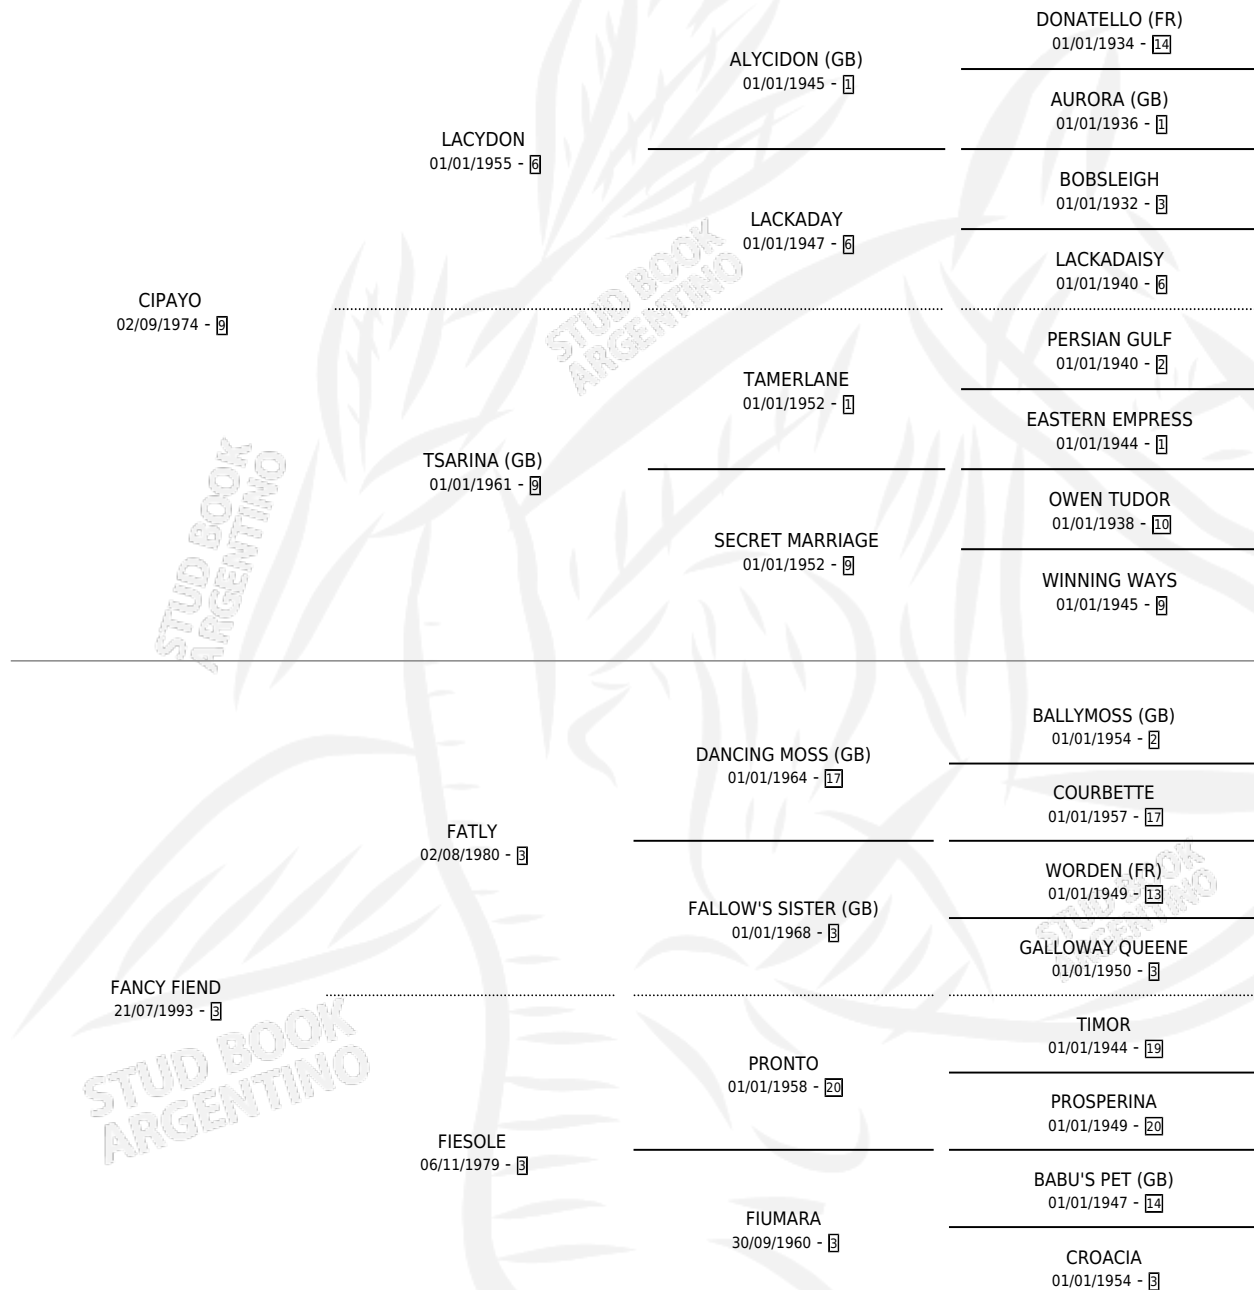 DONATELLO (FR)
01/01/1934 - 14
ALYCIDON (GB)
01/01/1945 - 1
AURORA (GB)
01/01/1936 - 1
LACYDON
01/01/1955 - 6
BOBSLEIGH
01/01/1932 - 3
LACKADAY
01/01/1947 - 6
LACKADAISY
01/01/1940 - 6
CIPAYO
02/09/1974 - 9
PERSIAN GULF
01/01/1940 - 2
TAMERLANE
01/01/1952 - 1
EASTERN EMPRESS
01/01/1944 - 1
TSARINA (GB)
01/01/1961 - 9
OWEN TUDOR
01/01/1938 - 10
SECRET MARRIAGE
01/01/1952 - 9
WINNING WAYS
01/01/1945 - 9
BALLYMOSS (GB)
01/01/1954 - 2
DANCING MOSS (GB)
01/01/1964 - 17
COURBETTE
01/01/1957 - 17
FATLY
02/08/1980 - 3
WORDEN (FR)
01/01/1949 - 13
FALLOW'S SISTER (GB)
01/01/1968 - 3
GALLOWAY QUEENE
01/01/1950 - 3
FANCY FIEND
21/07/1993 - 3
TIMOR
01/01/1944 - 19
PRONTO
01/01/1958 - 20
PROSPERINA
01/01/1949 - 20
FIESOLE
06/11/1979 - 3
BABU'S PET (GB)
01/01/1947 - 14
FIUMARA
30/09/1960 - 3
CROACIA
01/01/1954 - 3
STUD BOOK
ARGENTINO
STUD BOOK
ARGENTINO
STUD BOOK
ARGENTINO
STUD BOOK
ARGENTINO